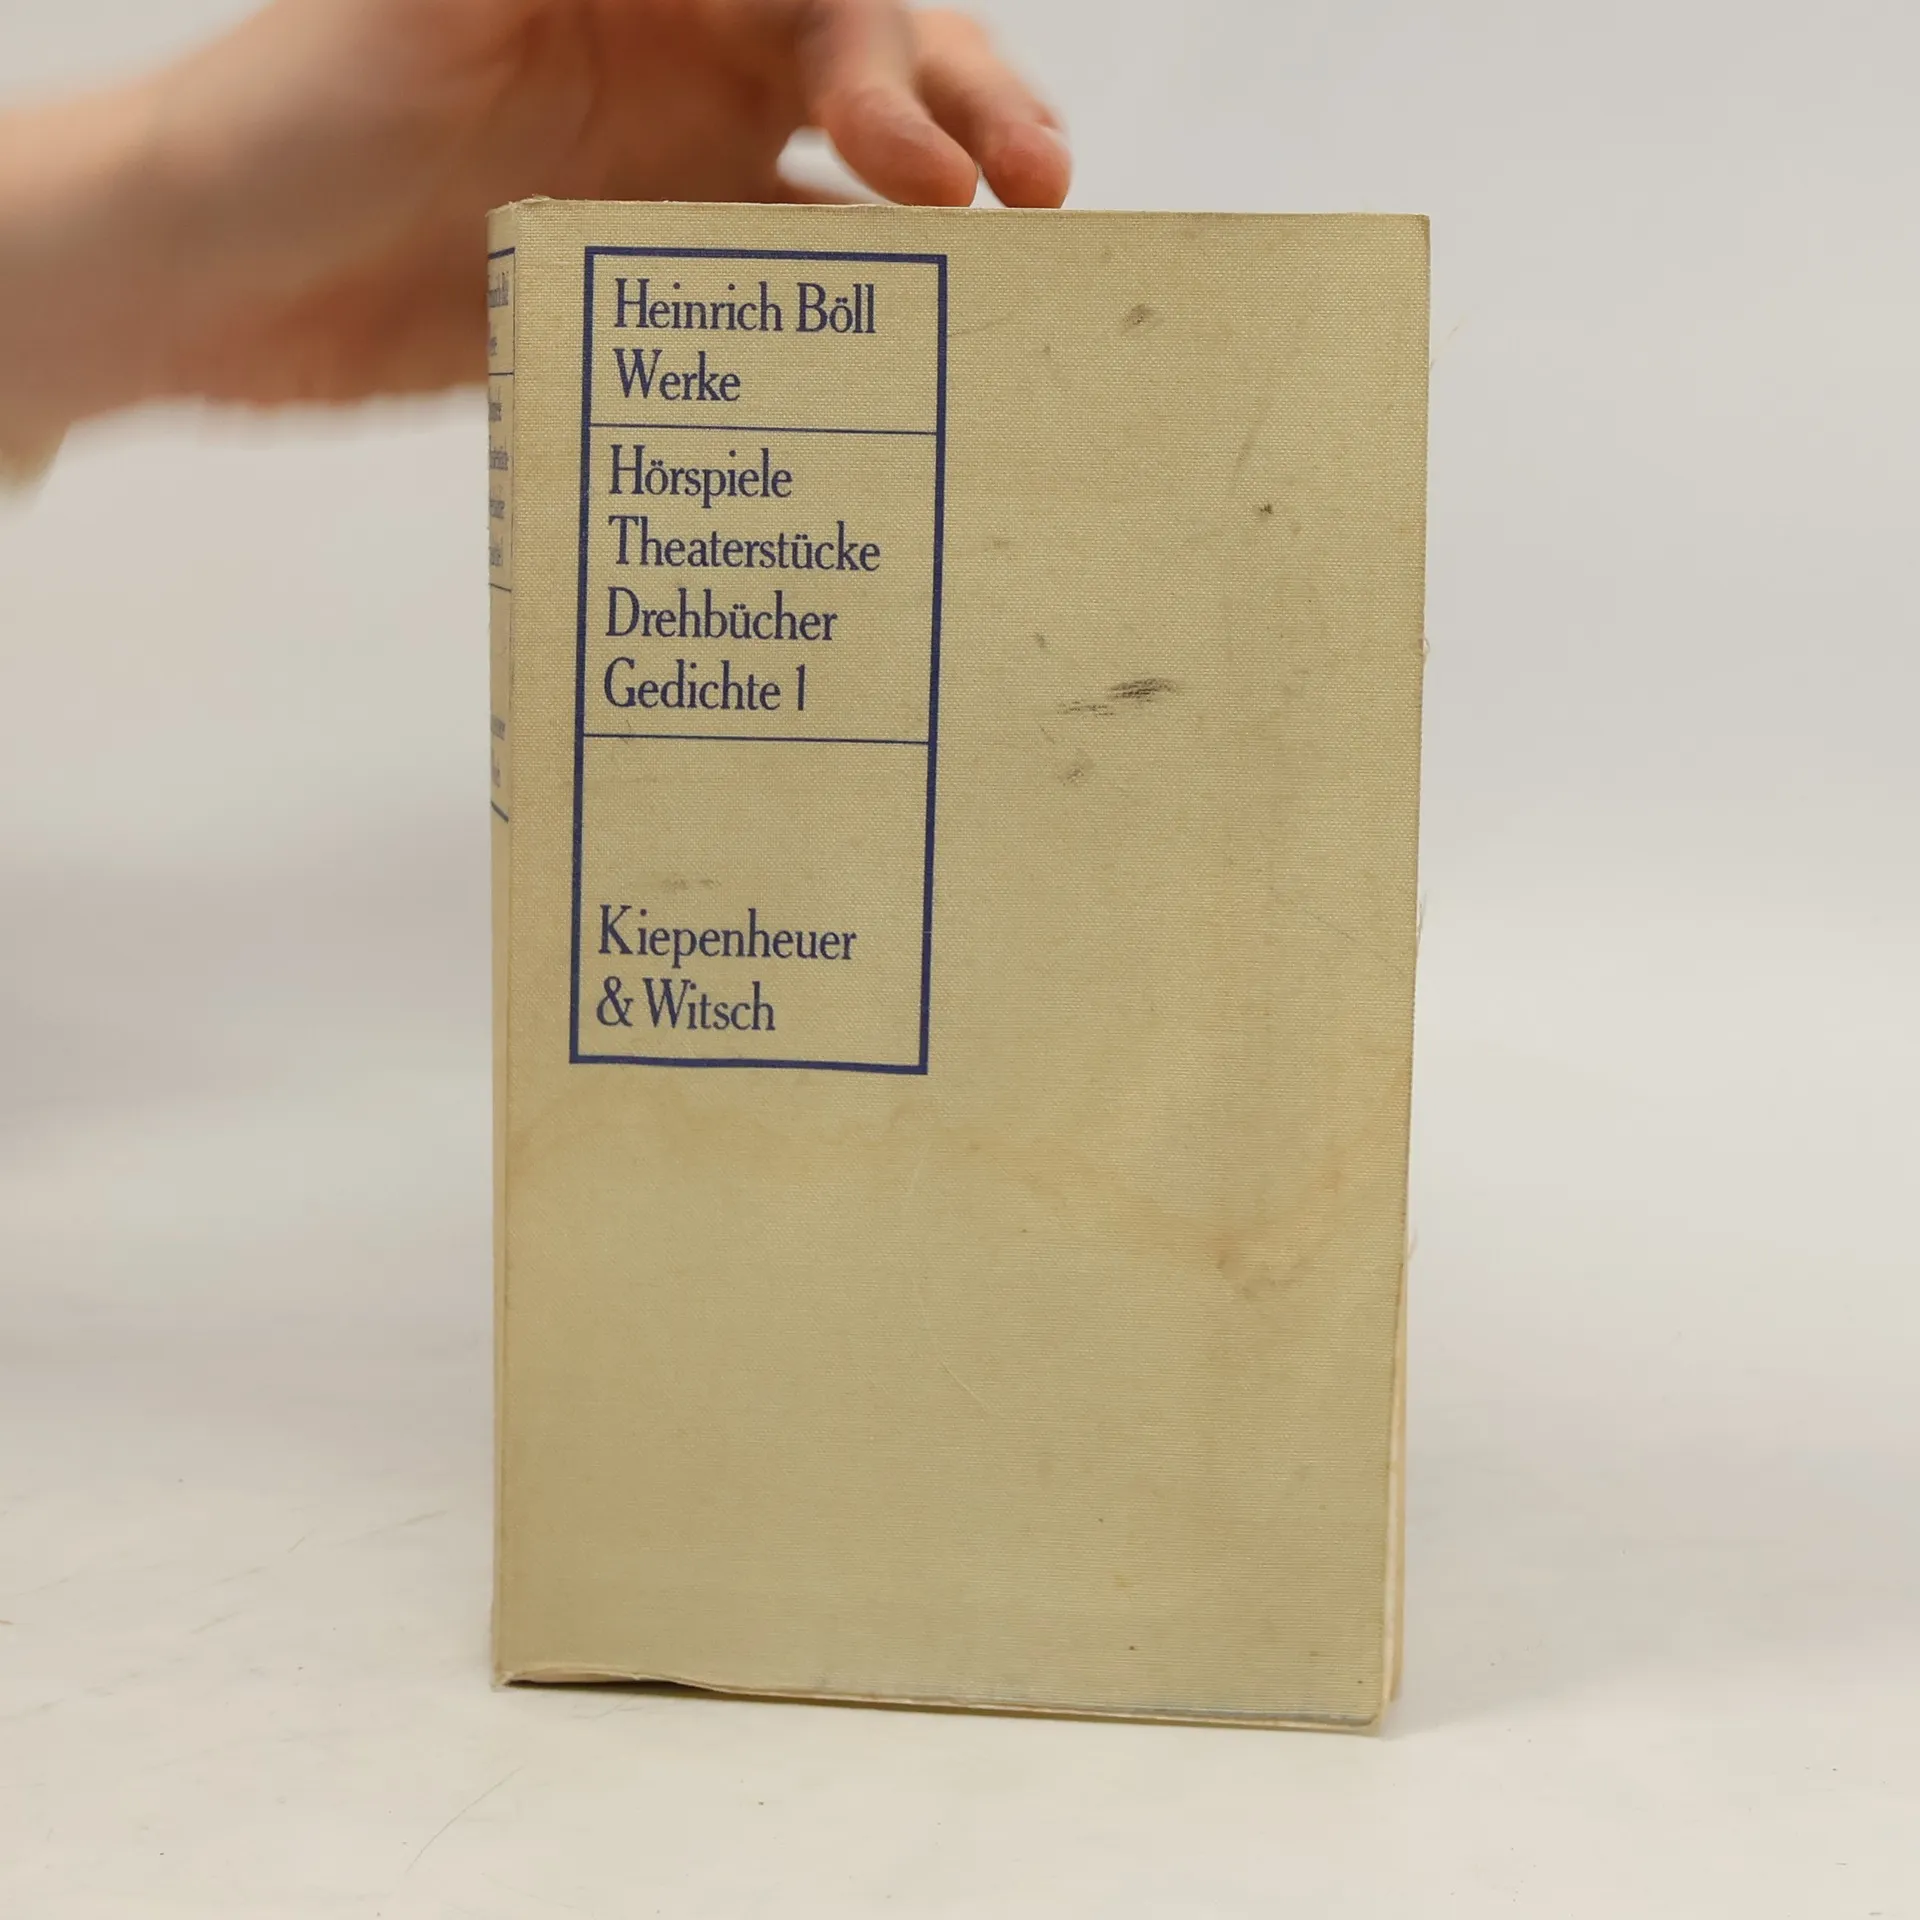 Heinrich Böll
Werke
Hörspiele
Theaterstücke
Drehbücher
Gedichte 1
Kiepenheuer
& Witsch